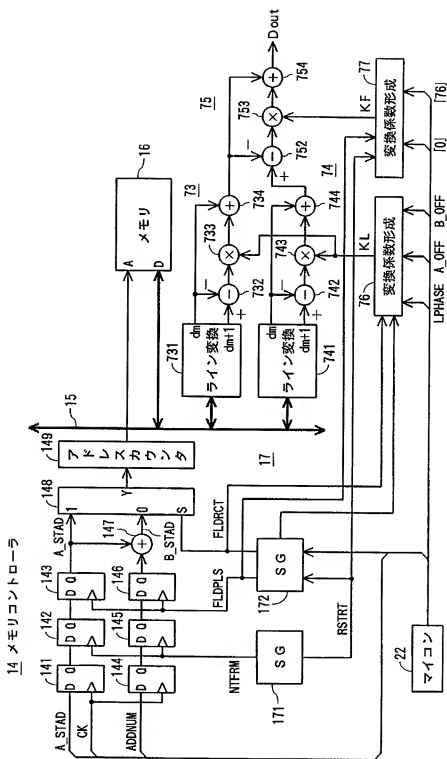 14 メモリコントローラ
A_STAD
CK
ADDNUM
141
142
143
144
145
146
D Q
D Q
D Q
D Q
D Q
D Q
A_STAD
147
B_STAD
148
1
0
S
Y
149
アドレスカウンタ
15
16
メモリ
A
D
17
NTFRM
FLDPLS
FLDRCT
171
SG
172
SG
RSTRT
22
マイコン
731
ライン変換
dm
dm+1
732
733
734
73
741
ライン変換
dm
dm+1
742
743
744
74
75
752
753
754
Dout
KL
KF
76
変換係数形成
77
変換係数形成
LPHASE
A_OFF
B_OFF
「0」
「76」